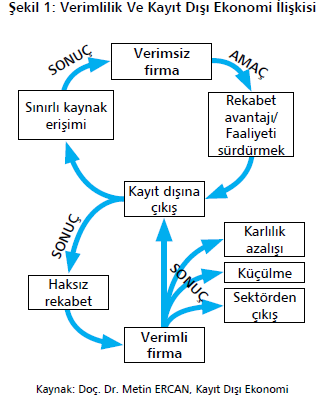 Şekil 1: Verimlilik Ve Kayıt Dışı Ekonomi İlişkisi
SONUÇ
Verimsiz
firma
AMAÇ
Sınırlı kaynak
erişimi
Rekabet
avantajı/
Faaliyeti
sürdürmek
Kayıt dışına
çıkış
SONUÇ
Haksız
rekabet
SONUÇ
Karlılık
azalışı
Küçülme
Sektörden
çıkış
Verimli
firma
Kaynak: Doç. Dr. Metin ERCAN, Kayıt Dışı Ekonomi